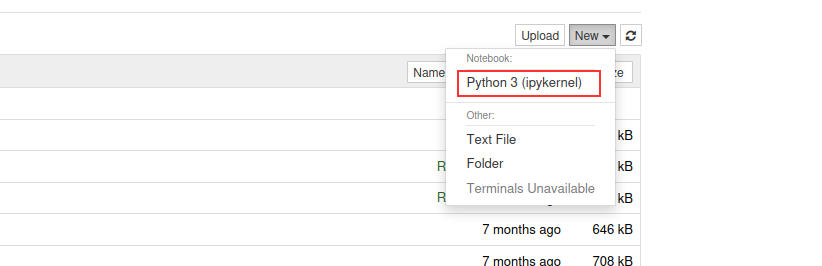 Upload New
Name
Notebook:
Python 3 (ipykernel)
Other:
Text File
kB
Folder
R kB
Terminals Unavailable
R kB
7 months ago 646 kB
7 months ago 708 kB